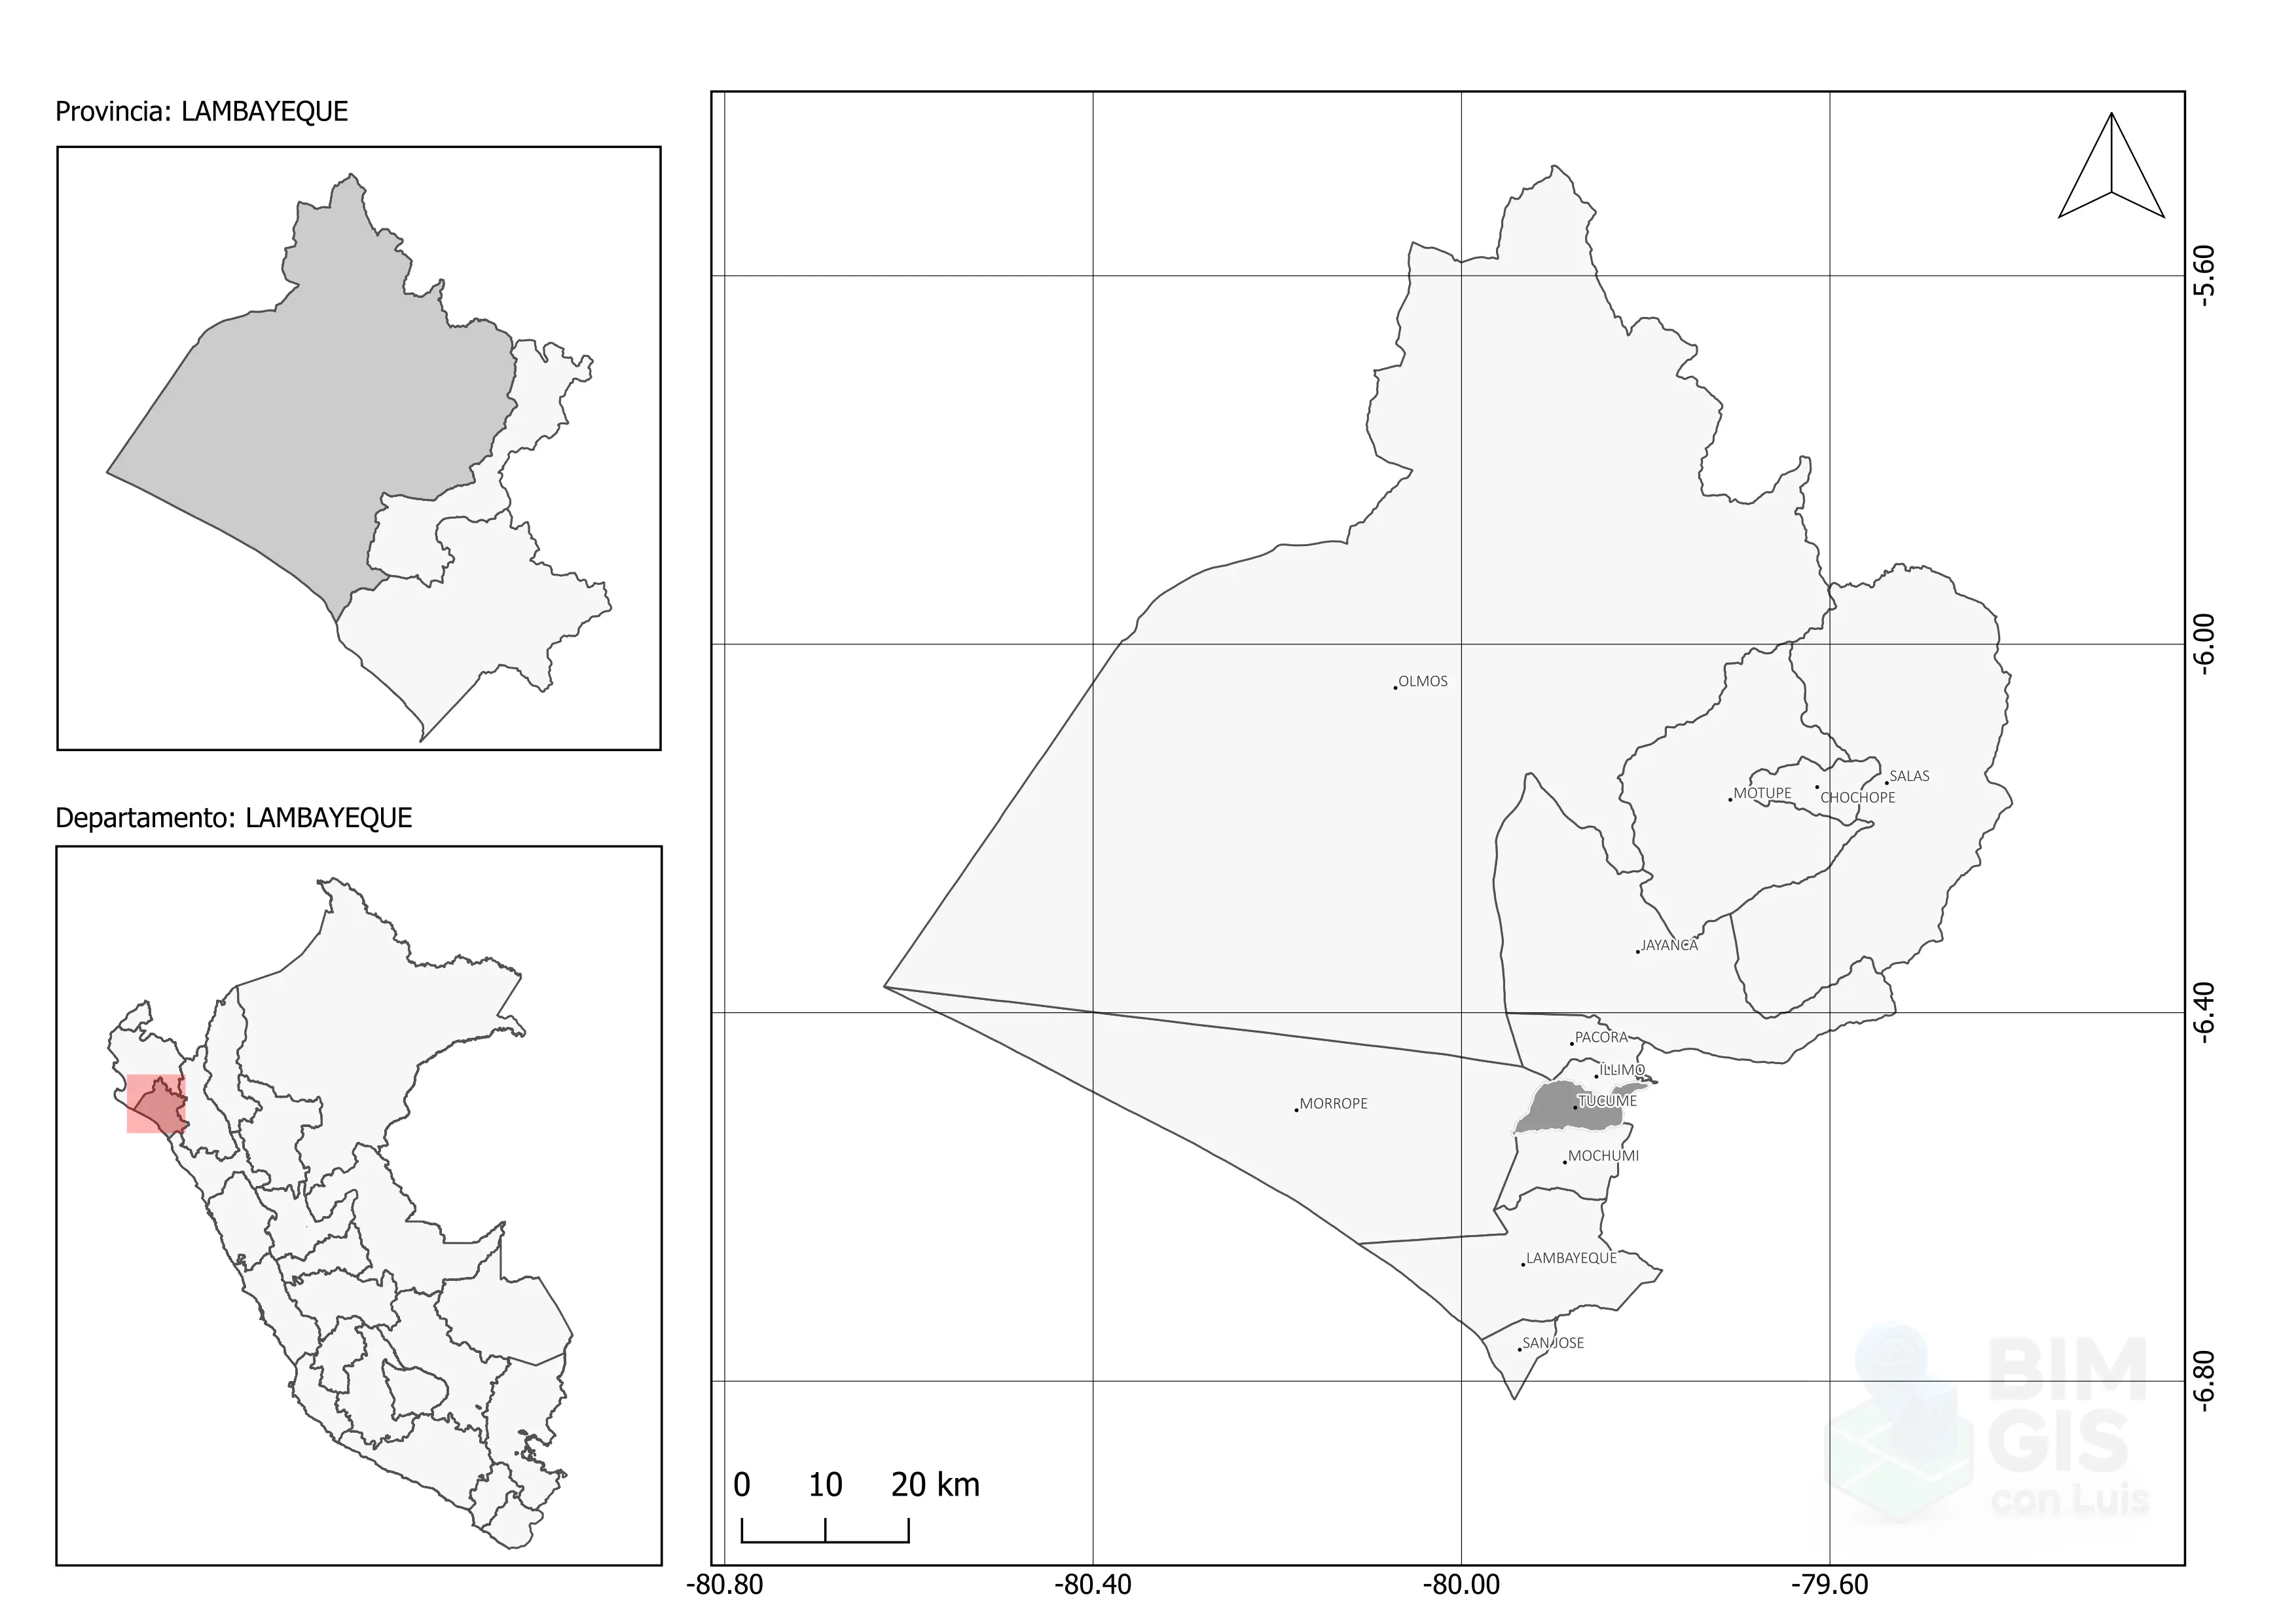 Provincia: LAMBAYEQUE
Departamento: LAMBAYEQUE
OLMOS
SALAS
MOTUPE
CHOCHOPE
JAYANCA
PACORA
ILLIMO
TUCUME
MORROPE
MOCHUMI
LAMBAYEQUE
SAN JOSE
-5.60
-6.00
-6.40
-6.80
0 10 20 km
-80.80 -80.40 -80.00 -79.60
BIM
GIS
con Luis